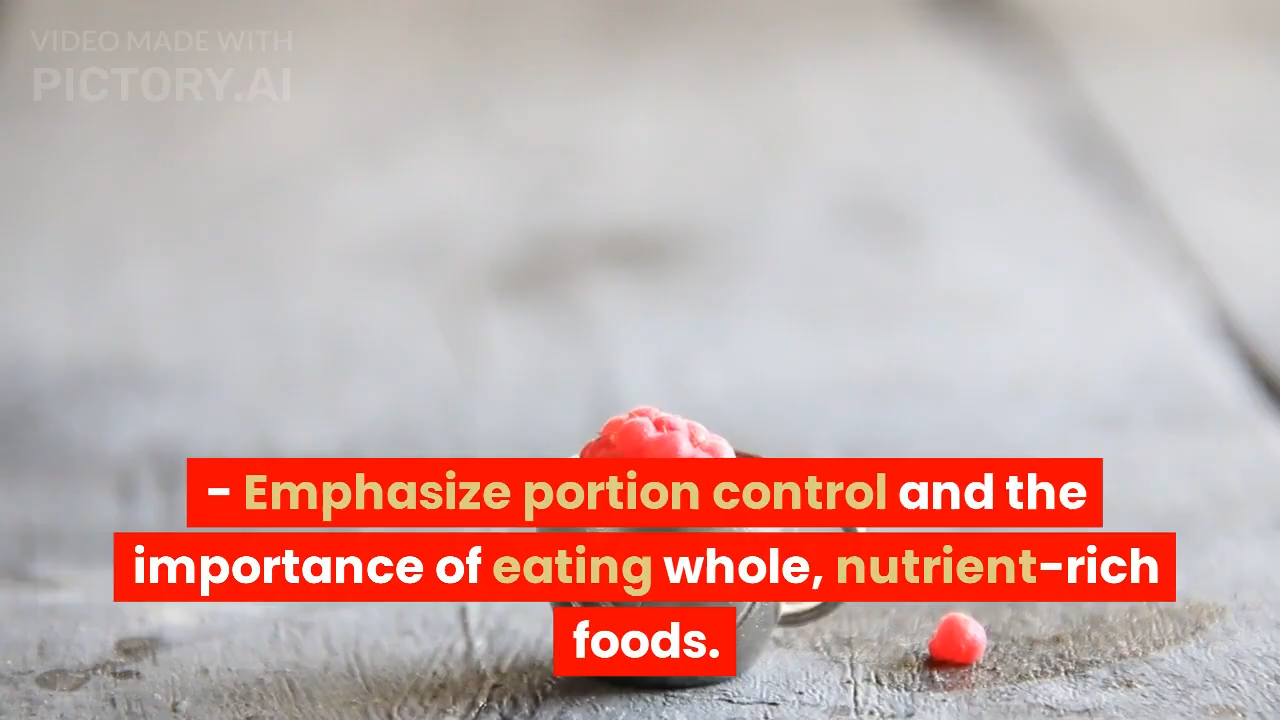 VIDEO MADE WITH
PICTORY.AI
- Emphasize portion control and the
importance of eating whole, nutrient-rich
foods.